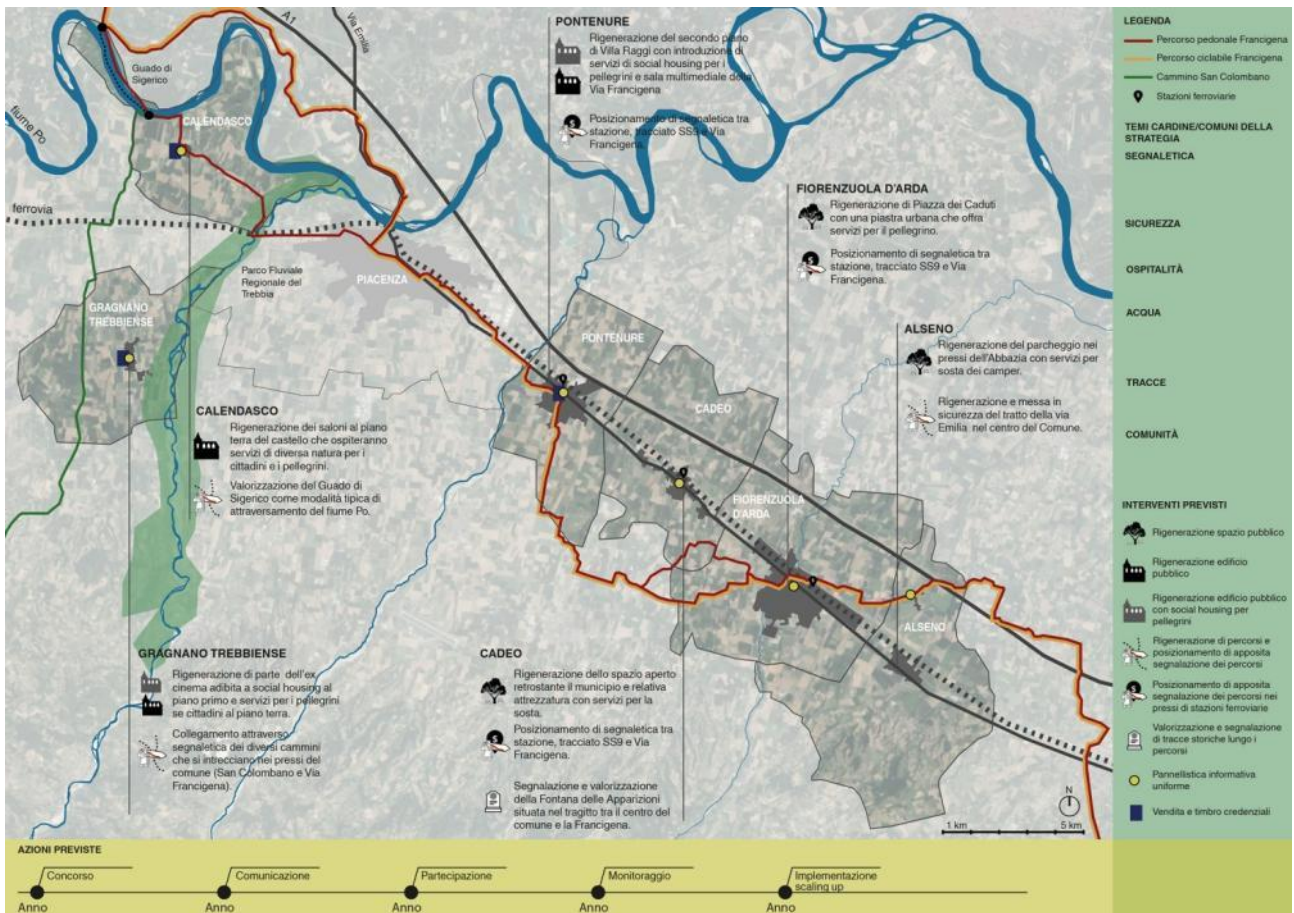 A1
Via Emilia
Guado di
Sigerico
fiume Po
CALENDASCO
ferrovia
PIACENZA
Parco Fluviale
Regionale del
Trebbia
GRAGNANO
TREBBIENSE
PONTENURE
CADEO
FIORENZUOLA
D'ARDA
ALSENO
PONTENURE
Rigenerazione del secondo piano
di Villa Raggi con introduzione di
servizi di social housing per i
pellegrini e sala multimediale della
Via Francigena
Posizionamento di segnaletica tra
stazione, tracciato SS9 e Via
Francigena.
FIORENZUOLA D'ARDA
Rigenerazione di Piazza dei Caduti
con una piastra urbana che offra
servizi per il pellegrino.
Posizionamento di segnaletica tra
stazione, tracciato SS9 e Via
Francigena.
ALSENO
Rigenerazione del parcheggio nei
pressi dell'Abbazia con servizi per
sosta dei camper.
Rigenerazione e messa in
sicurezza del tratto della via
Emilia nel centro del Comune.
CALENDASCO
Rigenerazione dei saloni al piano
terra del castello che ospiteranno
servizi di diversa natura per i
cittadini e i pellegrini.
Valorizzazione del Guado di
Sigerico come modalità tipica di
attraversamento del fiume Po.
GRAGNANO TREBBIENSE
Rigenerazione di parte dell'ex
cinema adibita a social housing al
piano primo e servizi per i pellegrini
se cittadini al piano terra.
Collegamento attraverso
segnaletica dei diversi cammini
che si intrecciano nei pressi del
comune (San Colombano e Via
Francigena).
CADEO
Rigenerazione dello spazio aperto
retrostante il municipio e relativa
attrezzatura con servizi per la
sosta.
Posizionamento di segnaletica tra
stazione, tracciato SS9 e Via
Francigena.
Segnalazione e valorizzazione
della Fontana delle Apparizioni
situata nel tragitto tra il centro del
comune e la Francigena.
N
1 km
5 km
LEGENDA
Percorso pedonale Francigena
Percorso ciclabile Francigena
Cammino San Colombano
Stazioni ferroviarie
TEMI CARDINE/COMUNI DELLA
STRATEGIA
SEGNALETICA
SICUREZZA
OSPITALITÀ
ACQUA
TRACCE
COMUNITÀ
INTERVENTI PREVISTI
Rigenerazione spazio pubblico
Rigenerazione edificio
pubblico
Rigenerazione edificio pubblico
con social housing per
pellegrini
Rigenerazione di percorsi e
posizionamento di apposita
segnalazione dei percorsi
Posizionamento di apposita
segnalazione dei percorsi nei
pressi di stazioni ferroviarie
Valorizzazione e segnalazione
di tracce storiche lungo i
percorsi
Pannellistica informativa
uniforme
Vendita e timbro credenziali
AZIONI PREVISTE
Concorso
Comunicazione
Partecipazione
Monitoraggio
Implementazione
scaling up
Anno
Anno
Anno
Anno
Anno